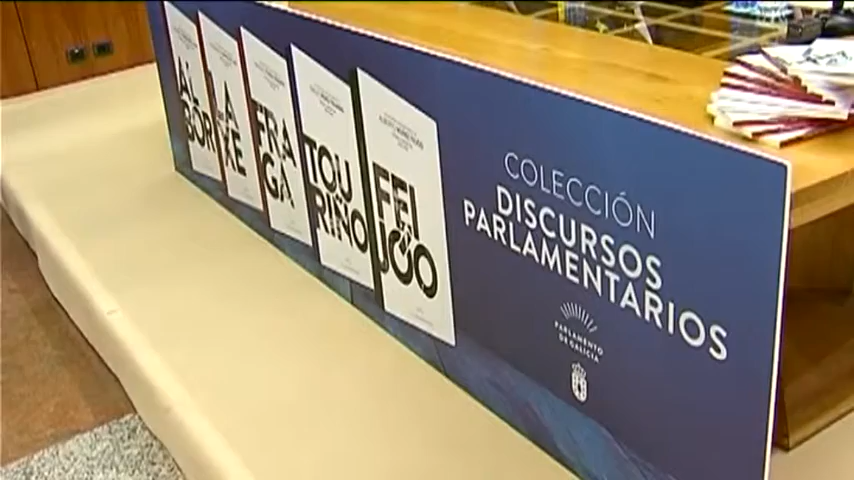 AL
BOR
LA
XE
FRA
GA
TOU
RIÑO
FEI
JÓO
COLECCIÓN
DISCURSOS
PARLAMENTARIOS
PARLAMENTO
DE GALICIA